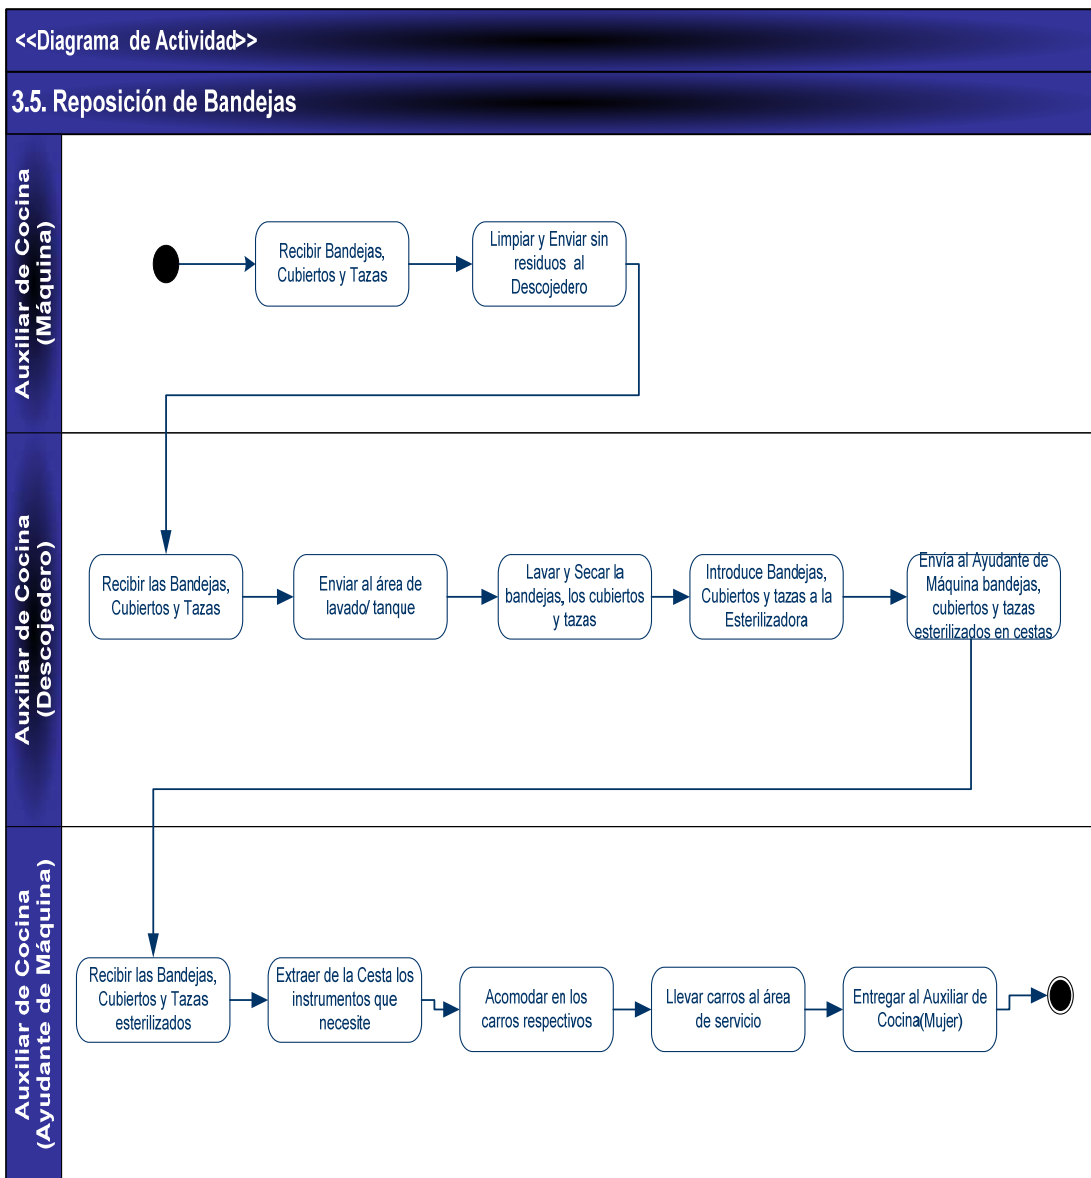 <<Diagrama de Actividad>>
3.5. Reposición de Bandejas
Auxiliar de Cocina
(Máquina)
Recibir Bandejas,
Cubiertos y Tazas
Limpiar y Enviar sin
residuos al
Descojedero
Auxiliar de Cocina
(Descojedero)
Recibir las Bandejas,
Cubiertos y Tazas
Enviar al área de
lavado/ tanque
Lavar y Secar la
bandejas, los cubiertos
y tazas
Introduce Bandejas,
Cubiertos y tazas a la
Esterilizadora
Envía al Ayudante de
Máquina bandejas,
cubiertos y tazas
esterilizados en cestas
Auxiliar de Cocina
(Ayudante de Máquina)
Recibir las Bandejas,
Cubiertos y Tazas
esterilizados
Extraer de la Cesta los
instrumentos que
necesite
Acomodar en los
carros respectivos
Llevar carros al área
de servicio
Entregar al Auxiliar de
Cocina(Mujer)